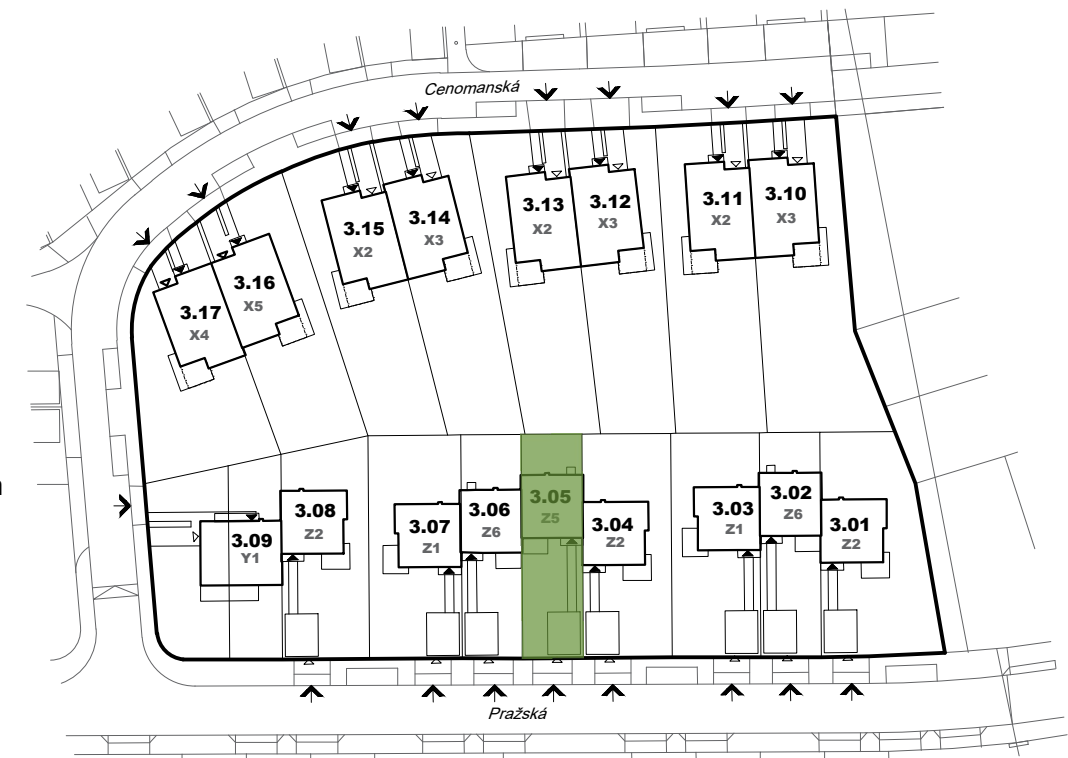 Cenomanská
3.10
X3
3.11
X2
3.12
X3
3.13
X2
3.14
X3
3.15
X2
3.16
X5
3.17
X4
3.08
Z2
3.09
Y1
3.07
Z1
3.06
Z6
3.05
Z5
3.04
Z2
3.03
Z1
3.02
Z6
3.01
Z2
Pražská